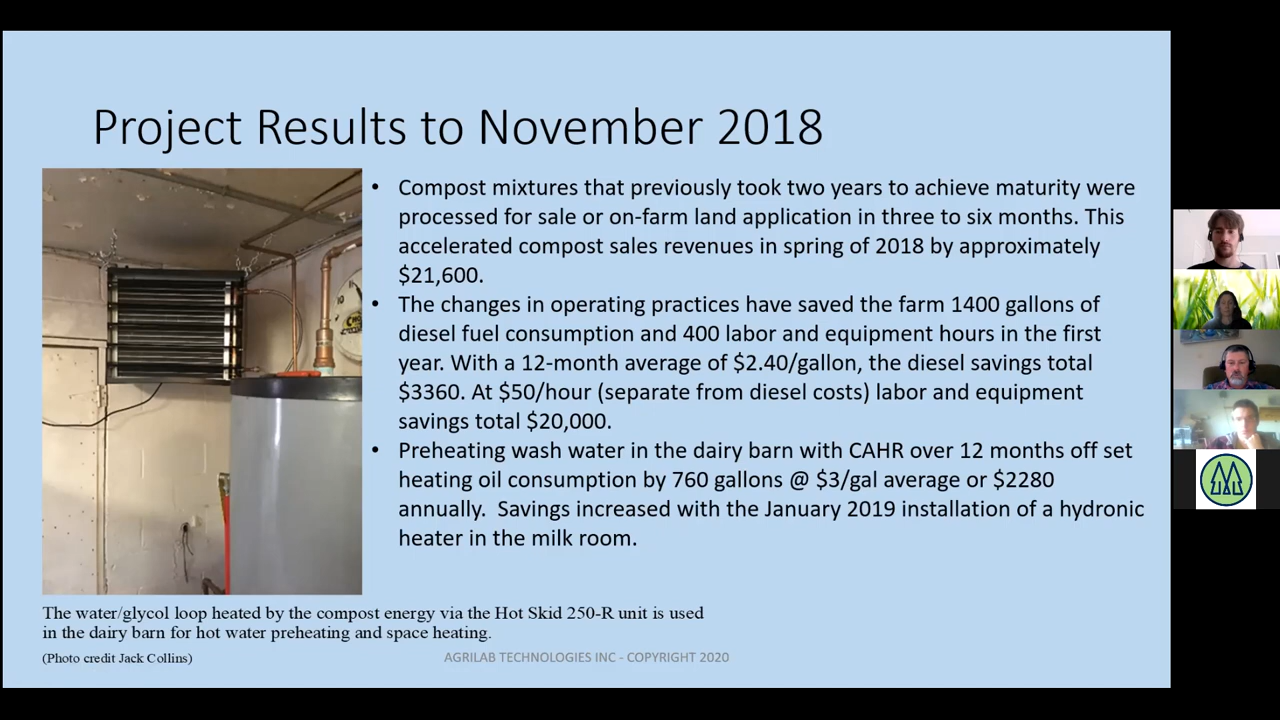 Project Results to November 2018
• Compost mixtures that previously took two years to achieve maturity were
processed for sale or on-farm land application in three to six months. This
accelerated compost sales revenues in spring of 2018 by approximately
$21,600.
• The changes in operating practices have saved the farm 1400 gallons of
diesel fuel consumption and 400 labor and equipment hours in the first
year. With a 12-month average of $2.40/gallon, the diesel savings total
$3360. At $50/hour (separate from diesel costs) labor and equipment
savings total $20,000.
• Preheating wash water in the dairy barn with CAHR over 12 months off set
heating oil consumption by 760 gallons @ $3/gal average or $2280
annually.  Savings increased with the January 2019 installation of a hydronic
heater in the milk room.
The water/glycol loop heated by the compost energy via the Hot Skid 250-R unit is used
in the dairy barn for hot water preheating and space heating.
(Photo credit Jack Collins)
AGRILAB TECHNOLOGIES INC - COPYRIGHT 2020